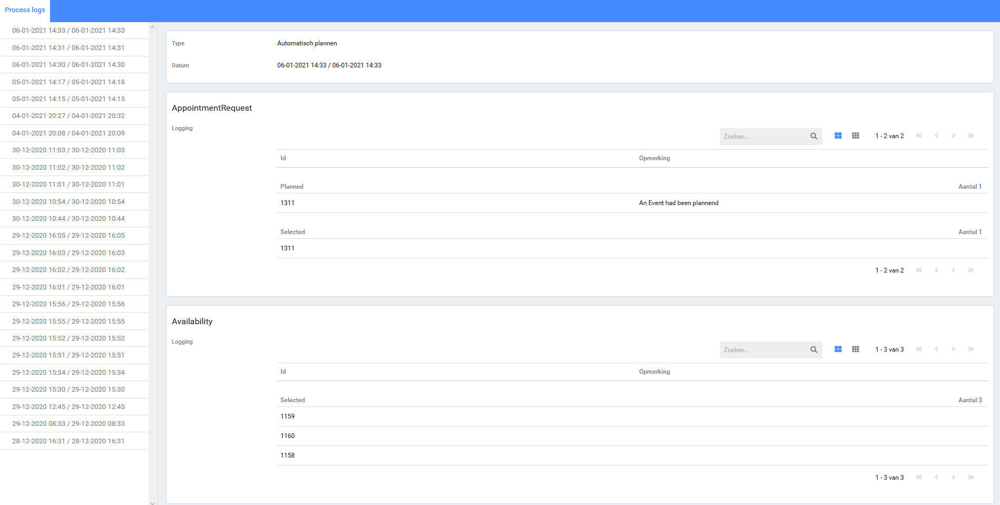 Process logs
06-01-2021 14:33 / 06-01-2021 14:33
06-01-2021 14:31 / 06-01-2021 14:31
06-01-2021 14:30 / 06-01-2021 14:30
05-01-2021 14:17 / 05-01-2021 14:18
05-01-2021 14:15 / 05-01-2021 14:15
04-01-2021 20:27 / 04-01-2021 20:32
04-01-2021 20:08 / 04-01-2021 20:09
30-12-2020 11:03 / 30-12-2020 11:03
30-12-2020 11:02 / 30-12-2020 11:02
30-12-2020 11:01 / 30-12-2020 11:01
30-12-2020 10:54 / 30-12-2020 10:54
30-12-2020 10:44 / 30-12-2020 10:44
29-12-2020 16:05 / 29-12-2020 16:05
29-12-2020 16:03 / 29-12-2020 16:03
29-12-2020 16:02 / 29-12-2020 16:02
29-12-2020 16:01 / 29-12-2020 16:01
29-12-2020 15:56 / 29-12-2020 15:56
29-12-2020 15:55 / 29-12-2020 15:55
29-12-2020 15:52 / 29-12-2020 15:52
29-12-2020 15:51 / 29-12-2020 15:51
29-12-2020 15:34 / 29-12-2020 15:34
29-12-2020 15:30 / 29-12-2020 15:30
29-12-2020 12:45 / 29-12-2020 12:45
29-12-2020 08:33 / 29-12-2020 08:33
28-12-2020 16:31 / 28-12-2020 16:31
Type Automatisch plannen
Datum 06-01-2021 14:33 / 06-01-2021 14:33
AppointmentRequest
Logging
Zoeken... 1 - 2 van 2
Id Opmerking
Planned Aantal 1
1311 An Event had been plannend
Selected Aantal 1
1311
1 - 2 van 2
Availability
Logging
Zoeken... 1 - 3 van 3
Id Opmerking
Selected Aantal 3
1159
1160
1158
1 - 3 van 3